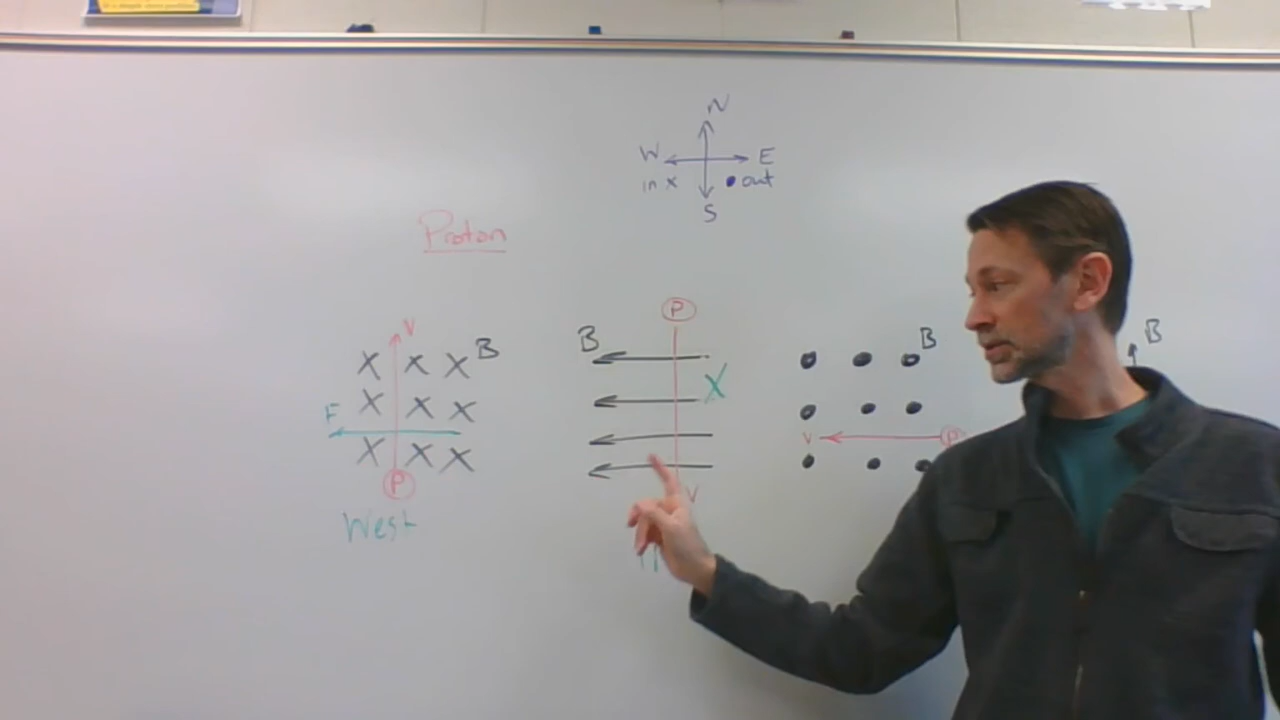 N
W E
in x • out
S
Proton
V P B
X X X B B
X X X X
F V P
X X X
P V
West